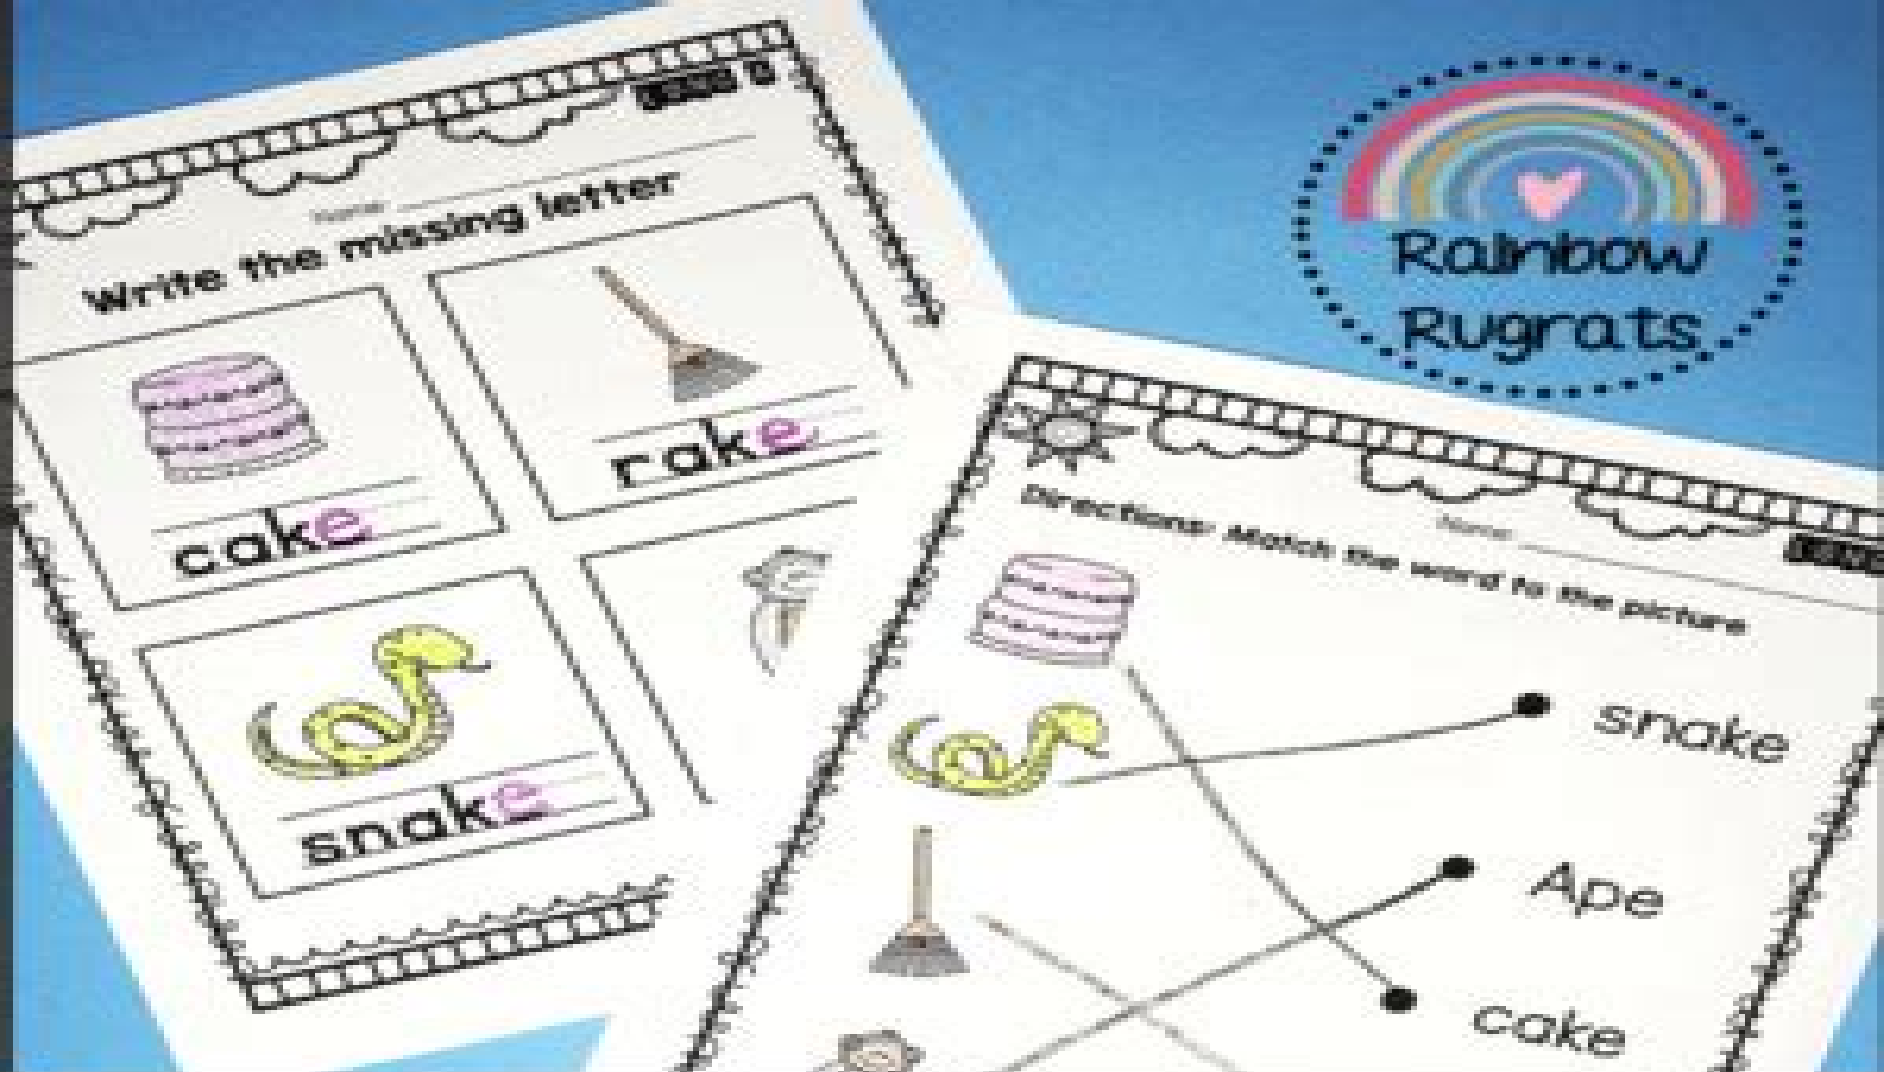 Name
Write the missing letter
cake
rake
snake
Rainbow
Rugrats
Name
Directions: Match the word to the picture
snake
Ape
cake